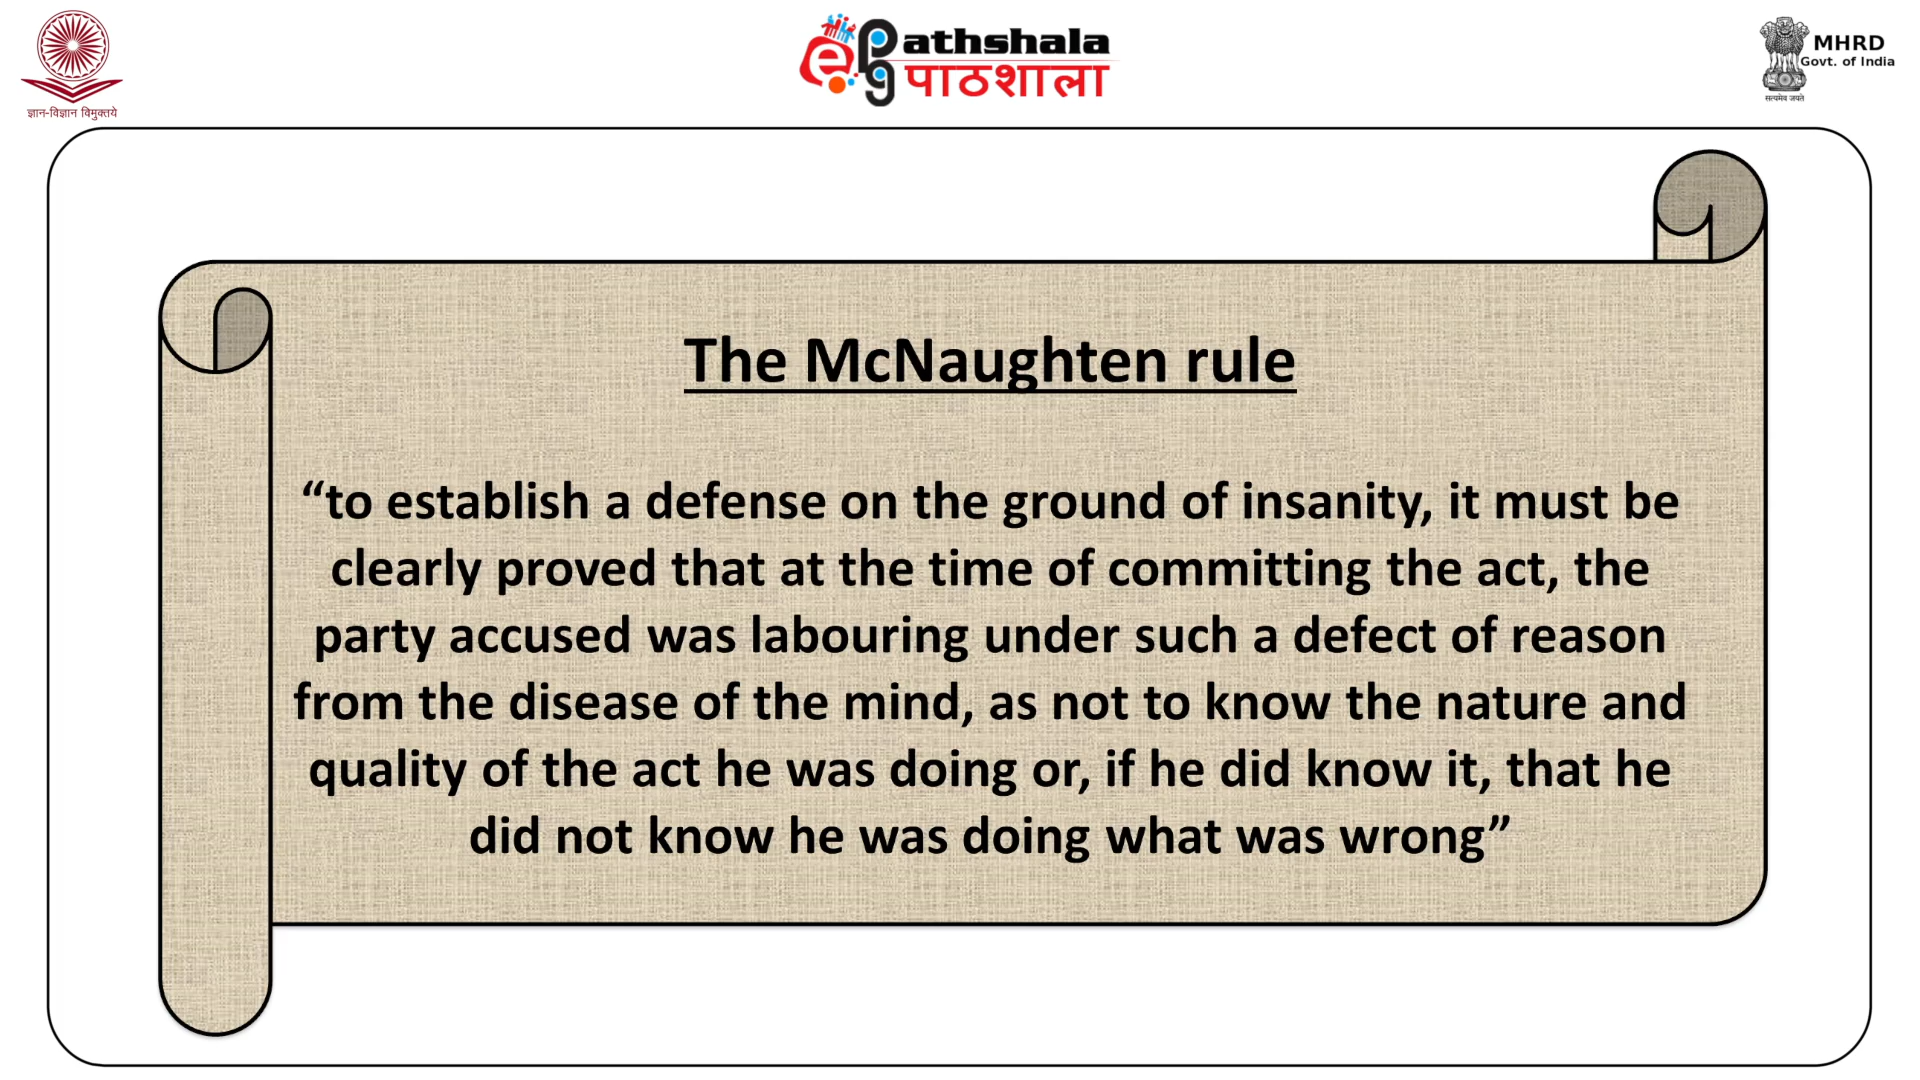 ज्ञान-विज्ञान विमुक्तये
e PG athshala
पाठशाला
MHRD
Govt. of India
सत्यमेव जयते
The McNaughten rule
“to establish a defense on the ground of insanity, it must be
clearly proved that at the time of committing the act, the
party accused was labouring under such a defect of reason
from the disease of the mind, as not to know the nature and
quality of the act he was doing or, if he did know it, that he
did not know he was doing what was wrong”